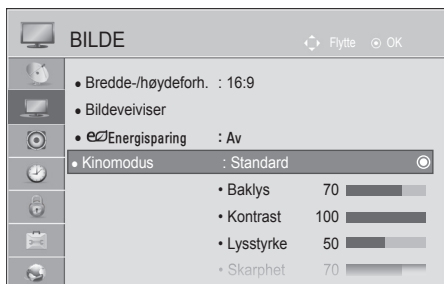 BILDE
Flytte OK
• Bredde-/høydeforh. : 16:9
• Bildeveiviser
• eco Energisparing : Av
• Kinomodus : Standard
• Baklys 70
• Kontrast 100
• Lysstyrke 50
• Skarphet 70